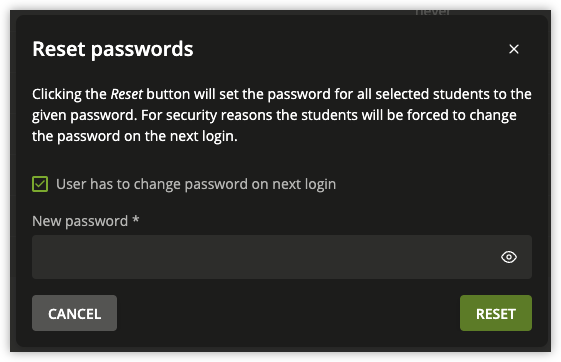 never
Reset passwords
Clicking the Reset button will set the password for all selected students to the
given password. For security reasons the students will be forced to change
the password on the next login.
User has to change password on next login
New password *
CANCEL
RESET